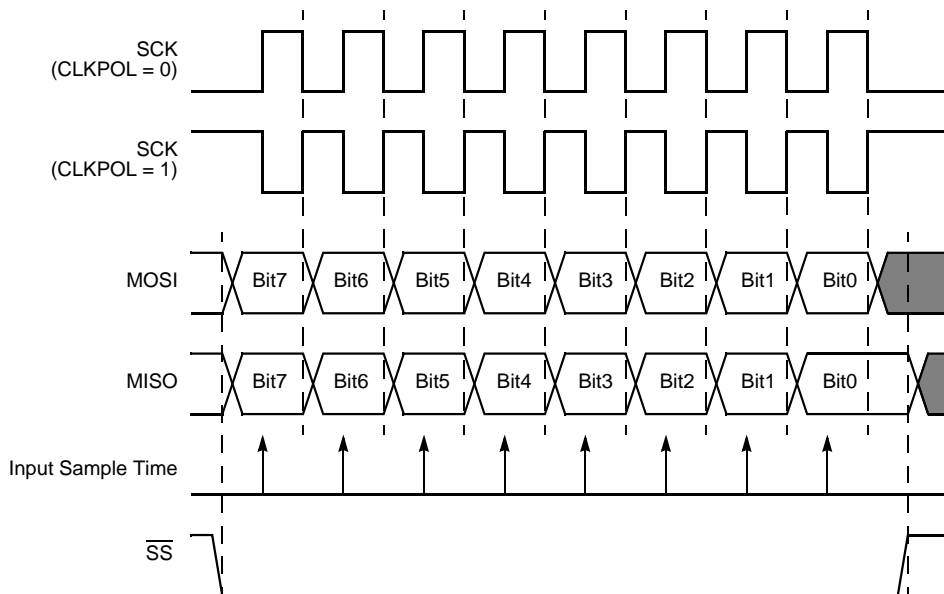 SCK
(CLKPOL = 0)
SCK
(CLKPOL = 1)
MOSI
Bit7 Bit6 Bit5 Bit4 Bit3 Bit2 Bit1 Bit0
MISO
Bit7 Bit6 Bit5 Bit4 Bit3 Bit2 Bit1 Bit0
Input Sample Time
SS